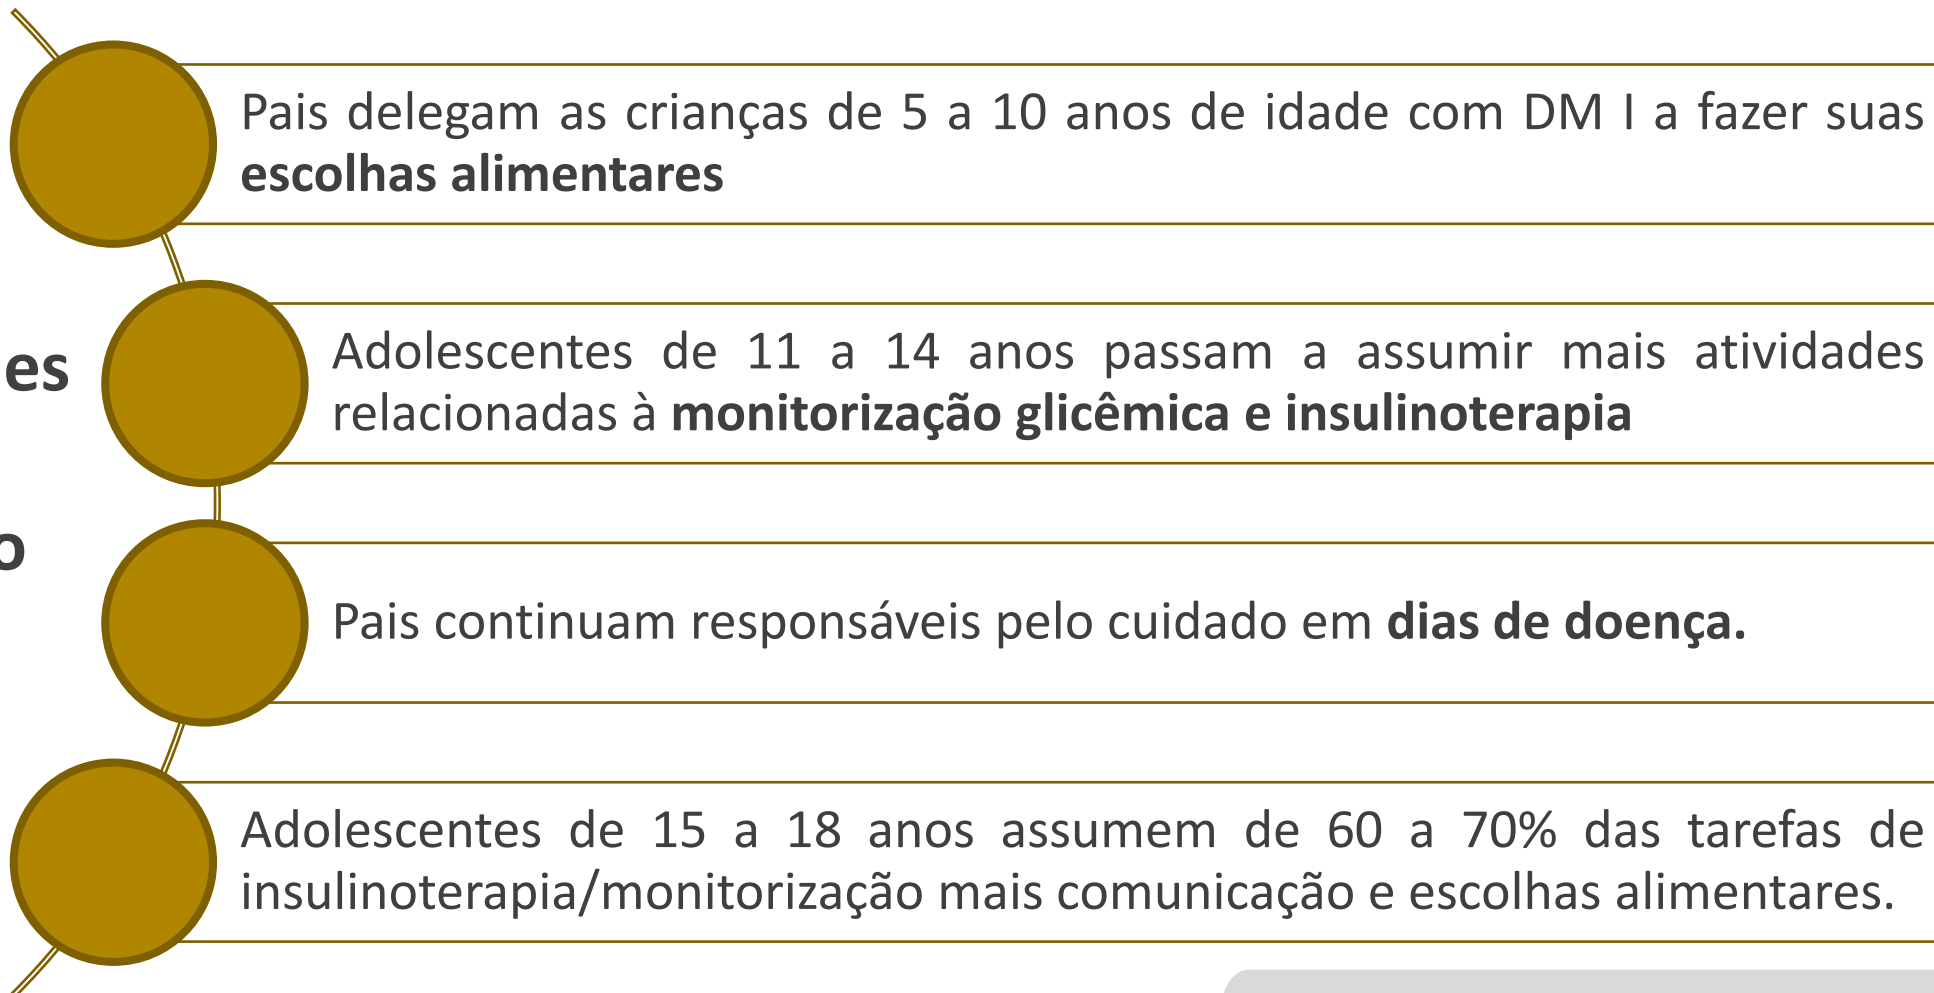 Pais delegam as crianças de 5 a 10 anos de idade com DM I a fazer suas
escolhas alimentares
es
Adolescentes de 11 a 14 anos passam a assumir mais atividades
relacionadas à monitorização glicêmica e insulinoterapia
o
Pais continuam responsáveis pelo cuidado em dias de doença.
Adolescentes de 15 a 18 anos assumem de 60 a 70% das tarefas de
insulinoterapia/monitorização mais comunicação e escolhas alimentares.